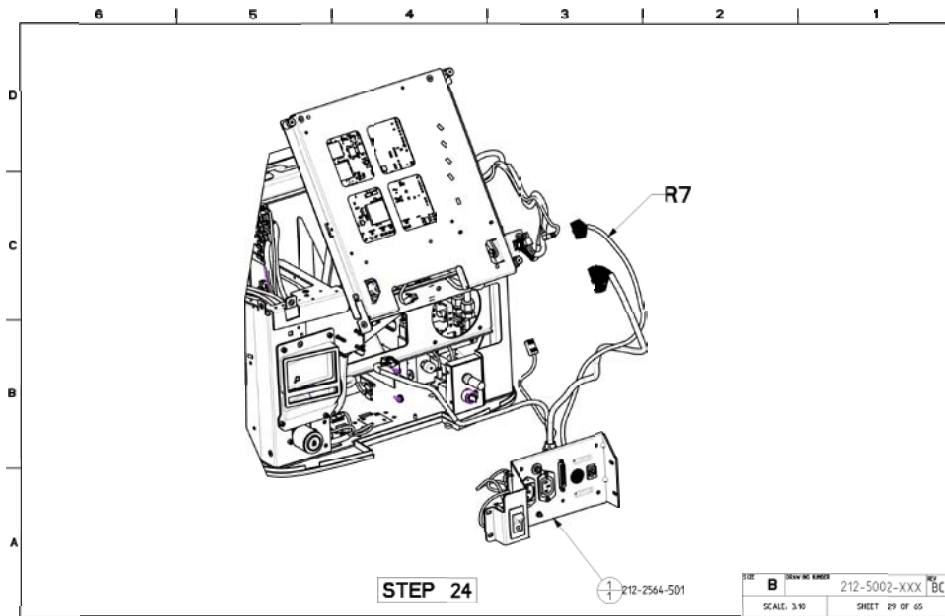 6 5 4 3 2 1
D
C
B
A
R7
STEP 24
1
1
212-2564-501
SIZE B DRAWING NUMBER 212-5002-XXX REV BC
SCALE: 3.10 SHEET 29 OF 65